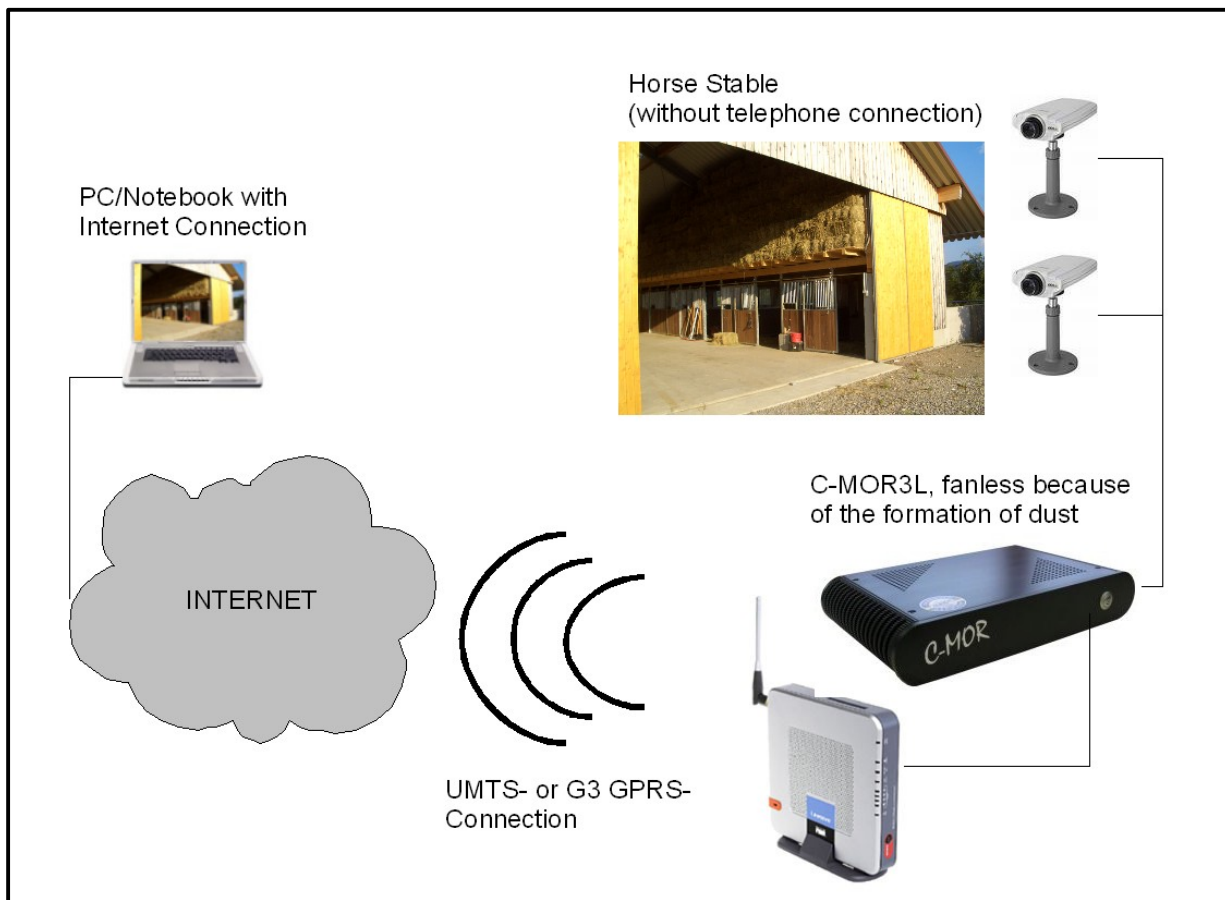 Horse Stable
(without telephone connection)
PC/Notebook with
Internet Connection
C-MOR3L, fanless because
of the formation of dust
INTERNET
C-MOR
UMTS- or G3 GPRS-
Connection